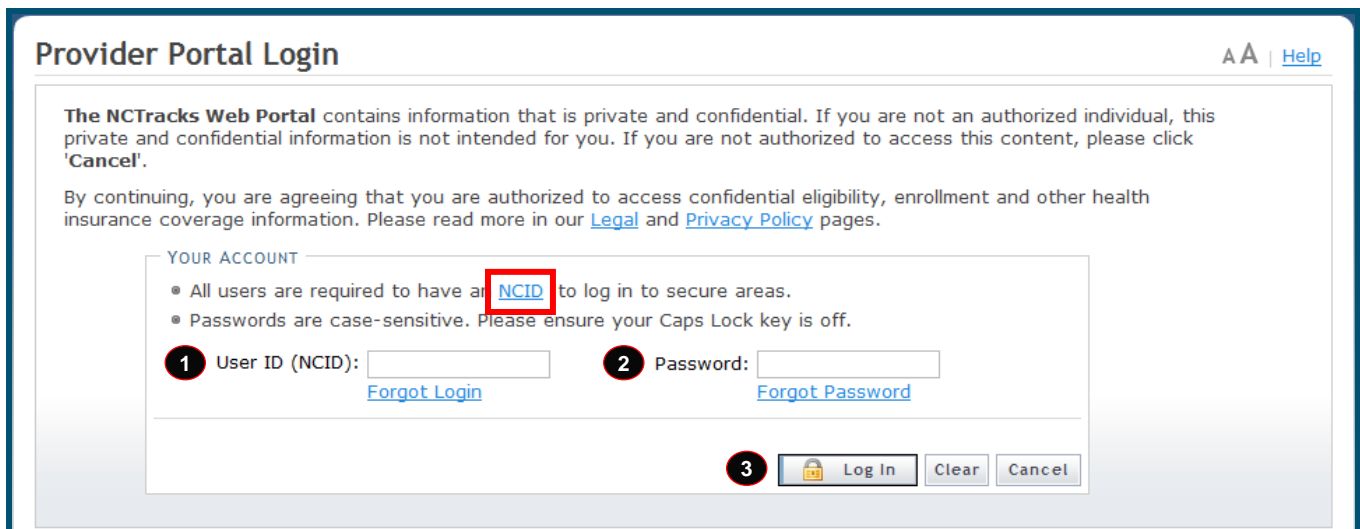 Provider Portal Login
A A | Help
The NCTracks Web Portal contains information that is private and confidential. If you are not an authorized individual, this
private and confidential information is not intended for you. If you are not authorized to access this content, please click
'Cancel'.
By continuing, you are agreeing that you are authorized to access confidential eligibility, enrollment and other health
insurance coverage information. Please read more in our Legal and Privacy Policy pages.
YOUR ACCOUNT
All users are required to have an NCID to log in to secure areas.
Passwords are case-sensitive. Please ensure your Caps Lock key is off.
1 User ID (NCID): 2 Password:
Forgot Login Forgot Password
3 Log In Clear Cancel